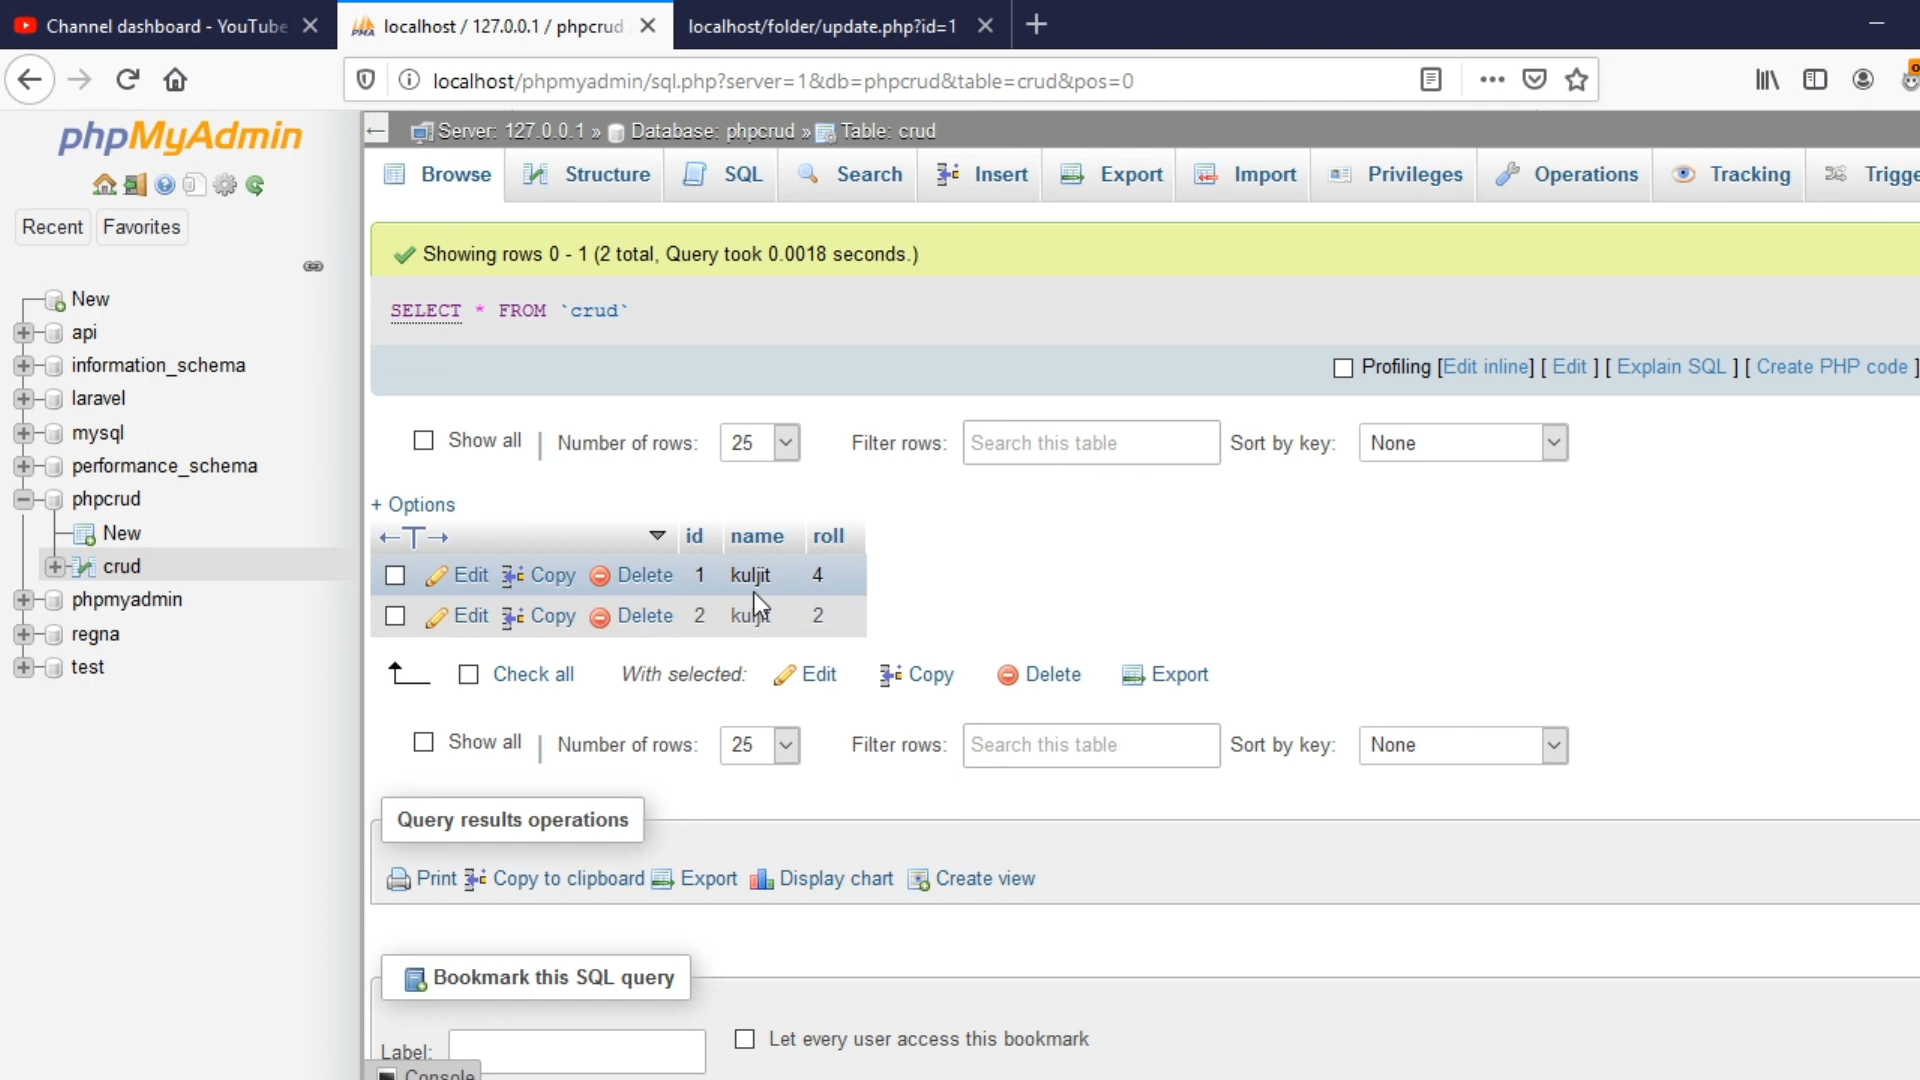 Channel dashboard - YouTube
localhost / 127.0.0.1 / phpcrud
localhost/folder/update.php?id=1
localhost/phpmyadmin/sql.php?server=1&db=phpcrud&table=crud&pos=0
phpMyAdmin
Recent
Favorites
New
api
information_schema
laravel
mysql
performance_schema
phpcrud
New
crud
phpmyadmin
regna
test
Server: 127.0.0.1 » Database: phpcrud » Table: crud
Browse Structure SQL Search Insert Export Import Privileges Operations Tracking Trigge
Showing rows 0 - 1 (2 total, Query took 0.0018 seconds.)
SELECT * FROM `crud`
Profiling [Edit inline] [ Edit ] [ Explain SQL ] [ Create PHP code ]
Show all | Number of rows: 25 Filter rows: Search this table Sort by key: None
+ Options
←T→ id name roll
Edit Copy Delete 1 kuljit 4
Edit Copy Delete 2 kuljit 2
Check all With selected: Edit Copy Delete Export
Show all | Number of rows: 25 Filter rows: Search this table Sort by key: None
Query results operations
Print Copy to clipboard Export Display chart Create view
Bookmark this SQL query
Label: Let every user access this bookmark
Console